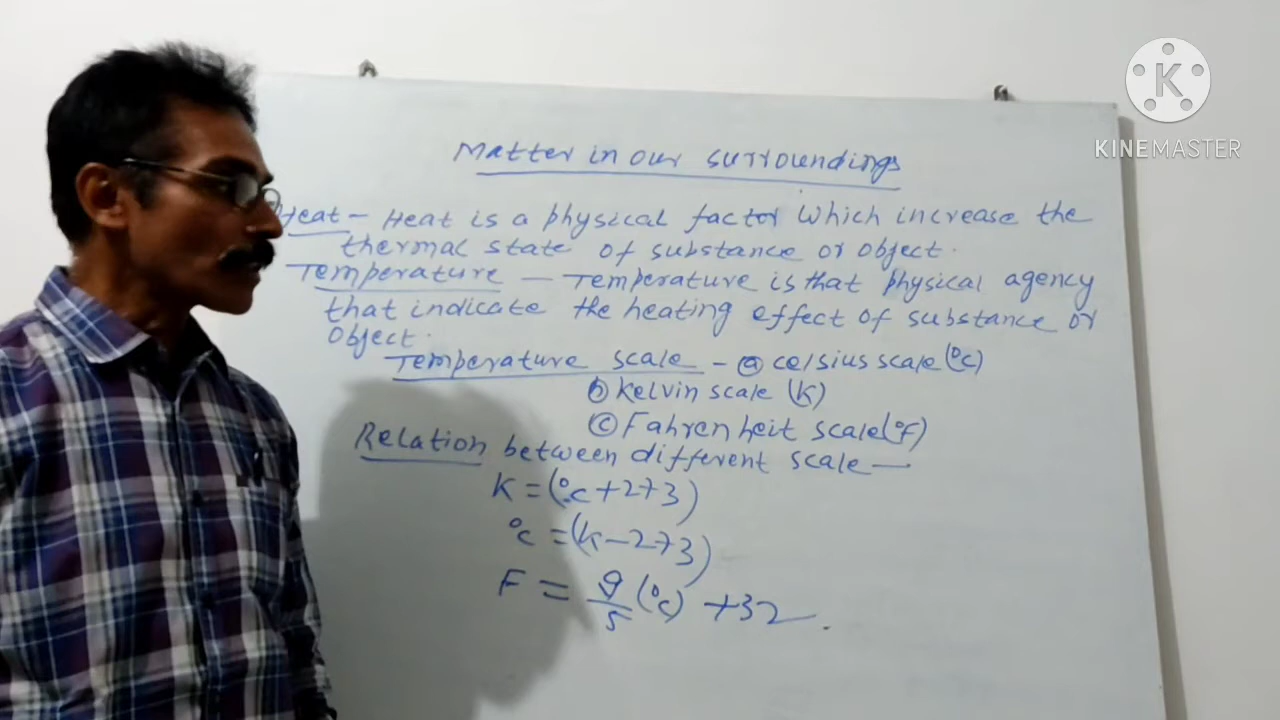 Matter in our surroundings
Heat - Heat is a physical factor which increase the
thermal state of substance or object.
Temperature - Temperature is that physical agency
that indicate the heating effect of substance or
object.
Temperature scale - (a) celsius scale (°C)
(b) Kelvin scale (K)
(c) Fahrenheit scale (°F)
Relation between different scale —
K = (°C + 273)
°C = (K - 273)
F = 9/5 (°C) + 32
K
KINEMASTER